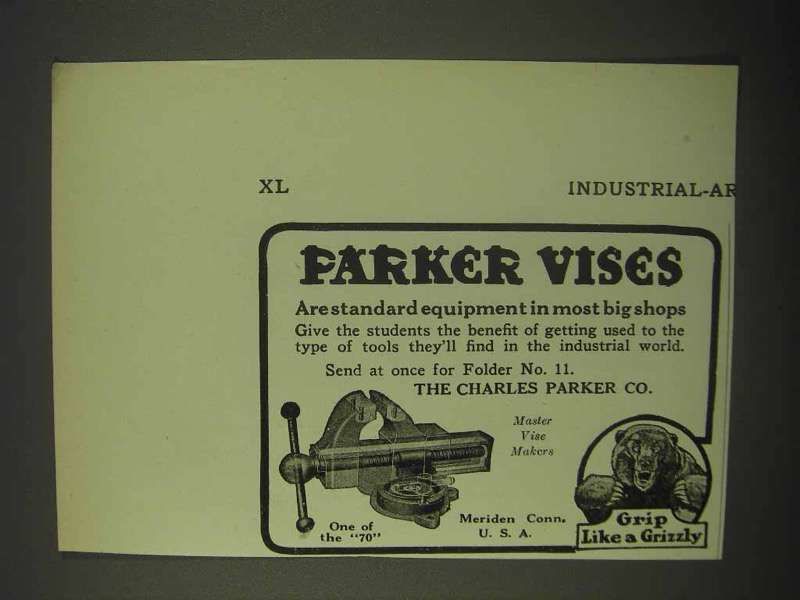 XL
INDUSTRIAL-AR
PARKER VISES
Are standard equipment in most big shops
Give the students the benefit of getting used to the
type of tools they'll find in the industrial world.
Send at once for Folder No. 11.
THE CHARLES PARKER CO.
Master
Vise
Makers
One of
the "70"
Meriden Conn.
U. S. A.
Grip
Like a Grizzly